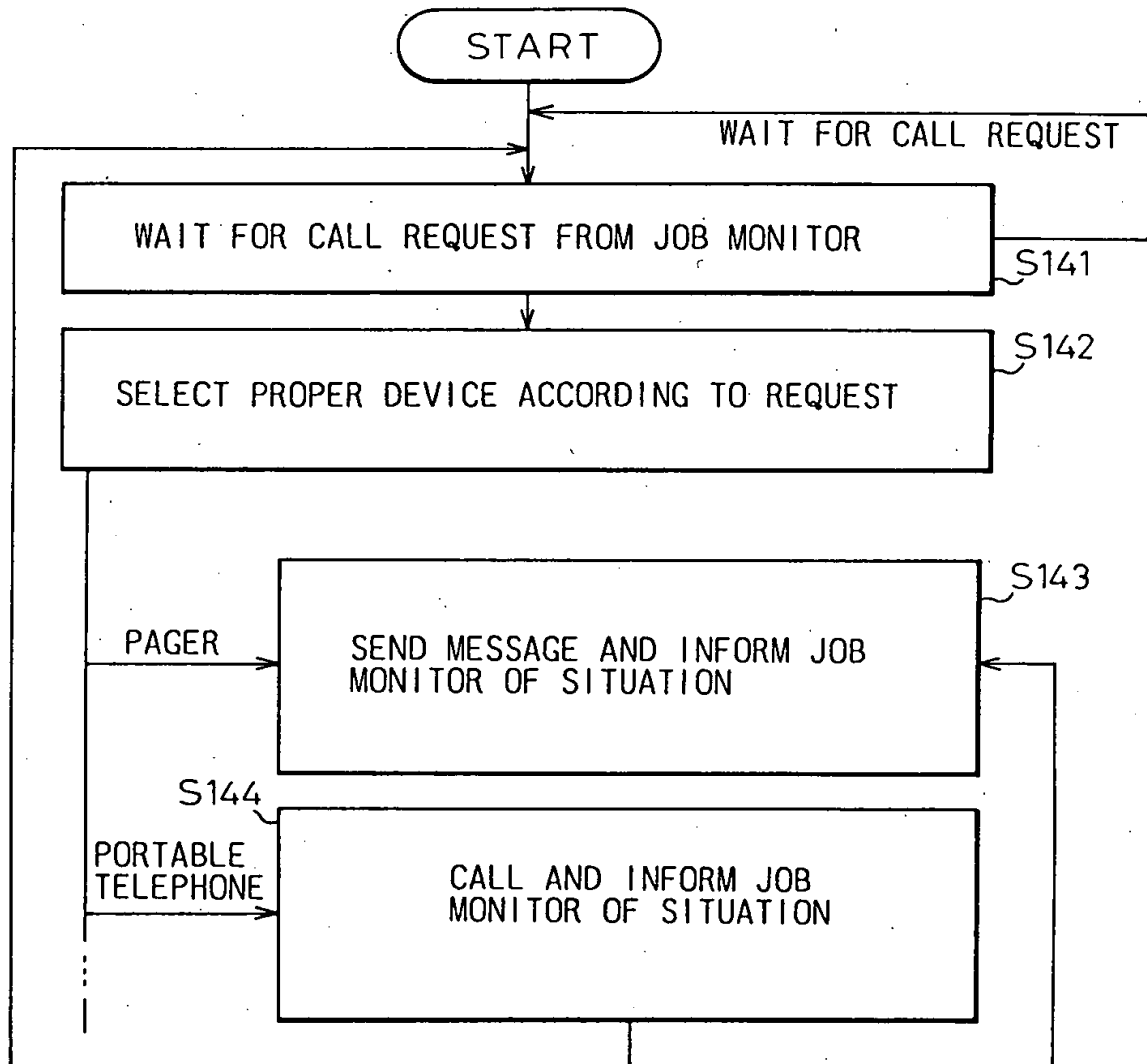 START
WAIT FOR CALL REQUEST
WAIT FOR CALL REQUEST FROM JOB MONITOR
S141
S142
SELECT PROPER DEVICE ACCORDING TO REQUEST
S143
PAGER
SEND MESSAGE AND INFORM JOB
MONITOR OF SITUATION
S144
PORTABLE
TELEPHONE
CALL AND INFORM JOB
MONITOR OF SITUATION